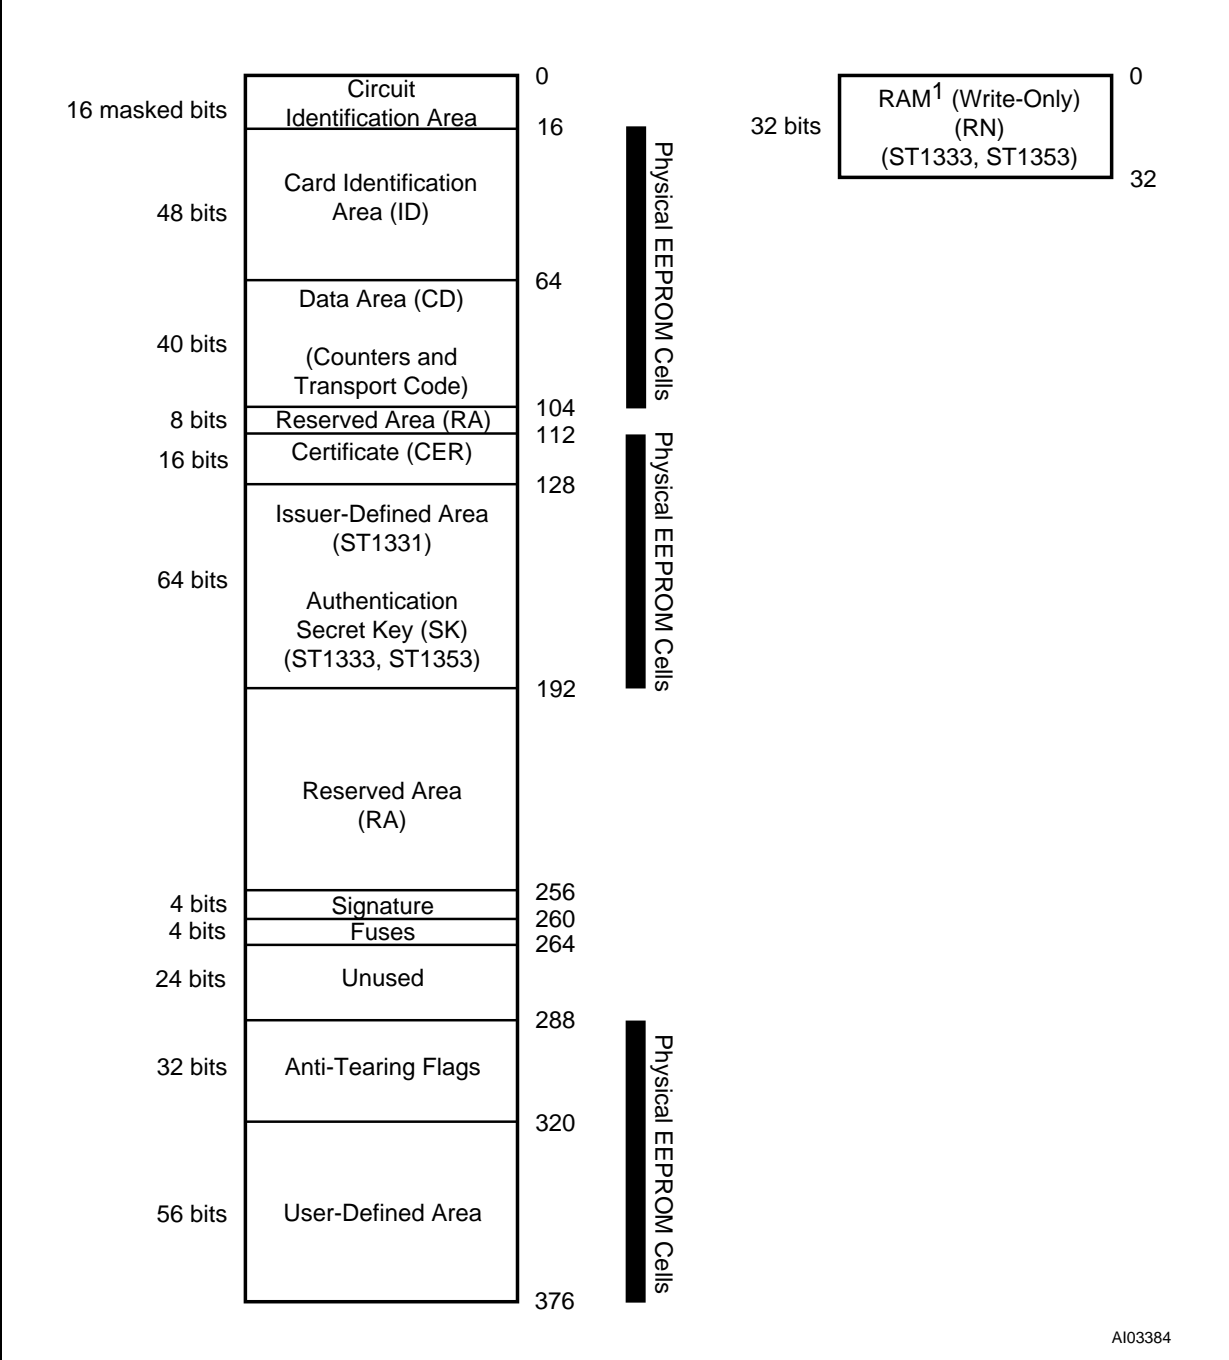 0
Circuit
16 masked bits
Identification Area
16
Card Identification
48 bits
Area (ID)
64
Data Area (CD)
40 bits
(Counters and
Transport Code)
104
8 bits
Reserved Area (RA)
112
16 bits
Certificate (CER)
128
Issuer-Defined Area
(ST1331)
64 bits
Authentication
Secret Key (SK)
(ST1333, ST1353)
192
Reserved Area
(RA)
256
4 bits
Signature
260
4 bits
Fuses
264
24 bits
Unused
288
32 bits
Anti-Tearing Flags
320
56 bits
User-Defined Area
376
Physical EEPROM Cells
Physical EEPROM Cells
Physical EEPROM Cells
0
RAM1 (Write-Only)
32 bits
(RN)
(ST1333, ST1353)
32
AI03384